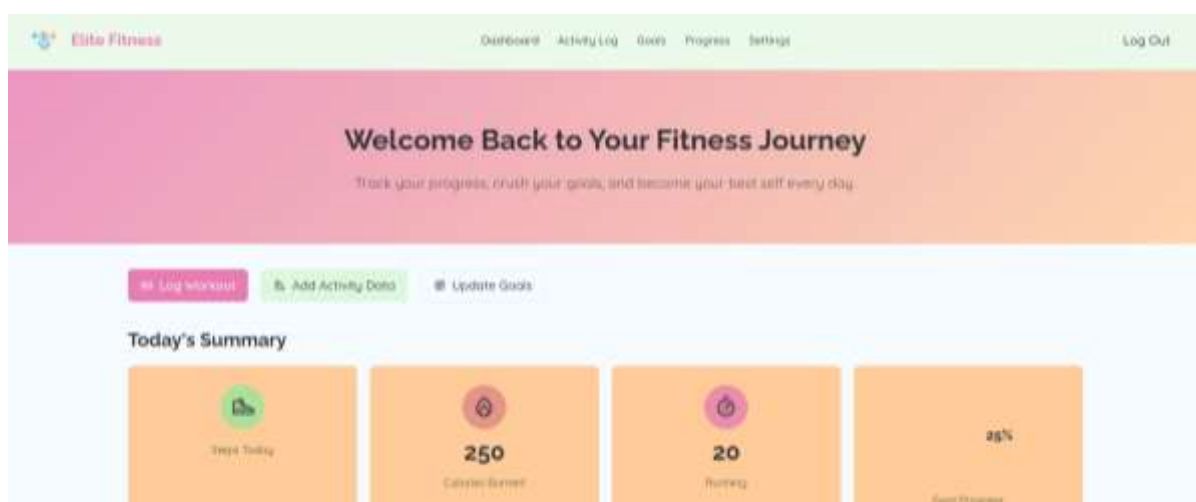 Elite Fitness
Dashboard Activity Log Goals Progress Settings
Log Out
Welcome Back to Your Fitness Journey
Track your progress, crush your goals, and become your best self every day.
Log Workout
Add Activity Data
Update Goals
Today's Summary
Steps Today
250
Calories Burned
20
Running
25%
Goal Progress